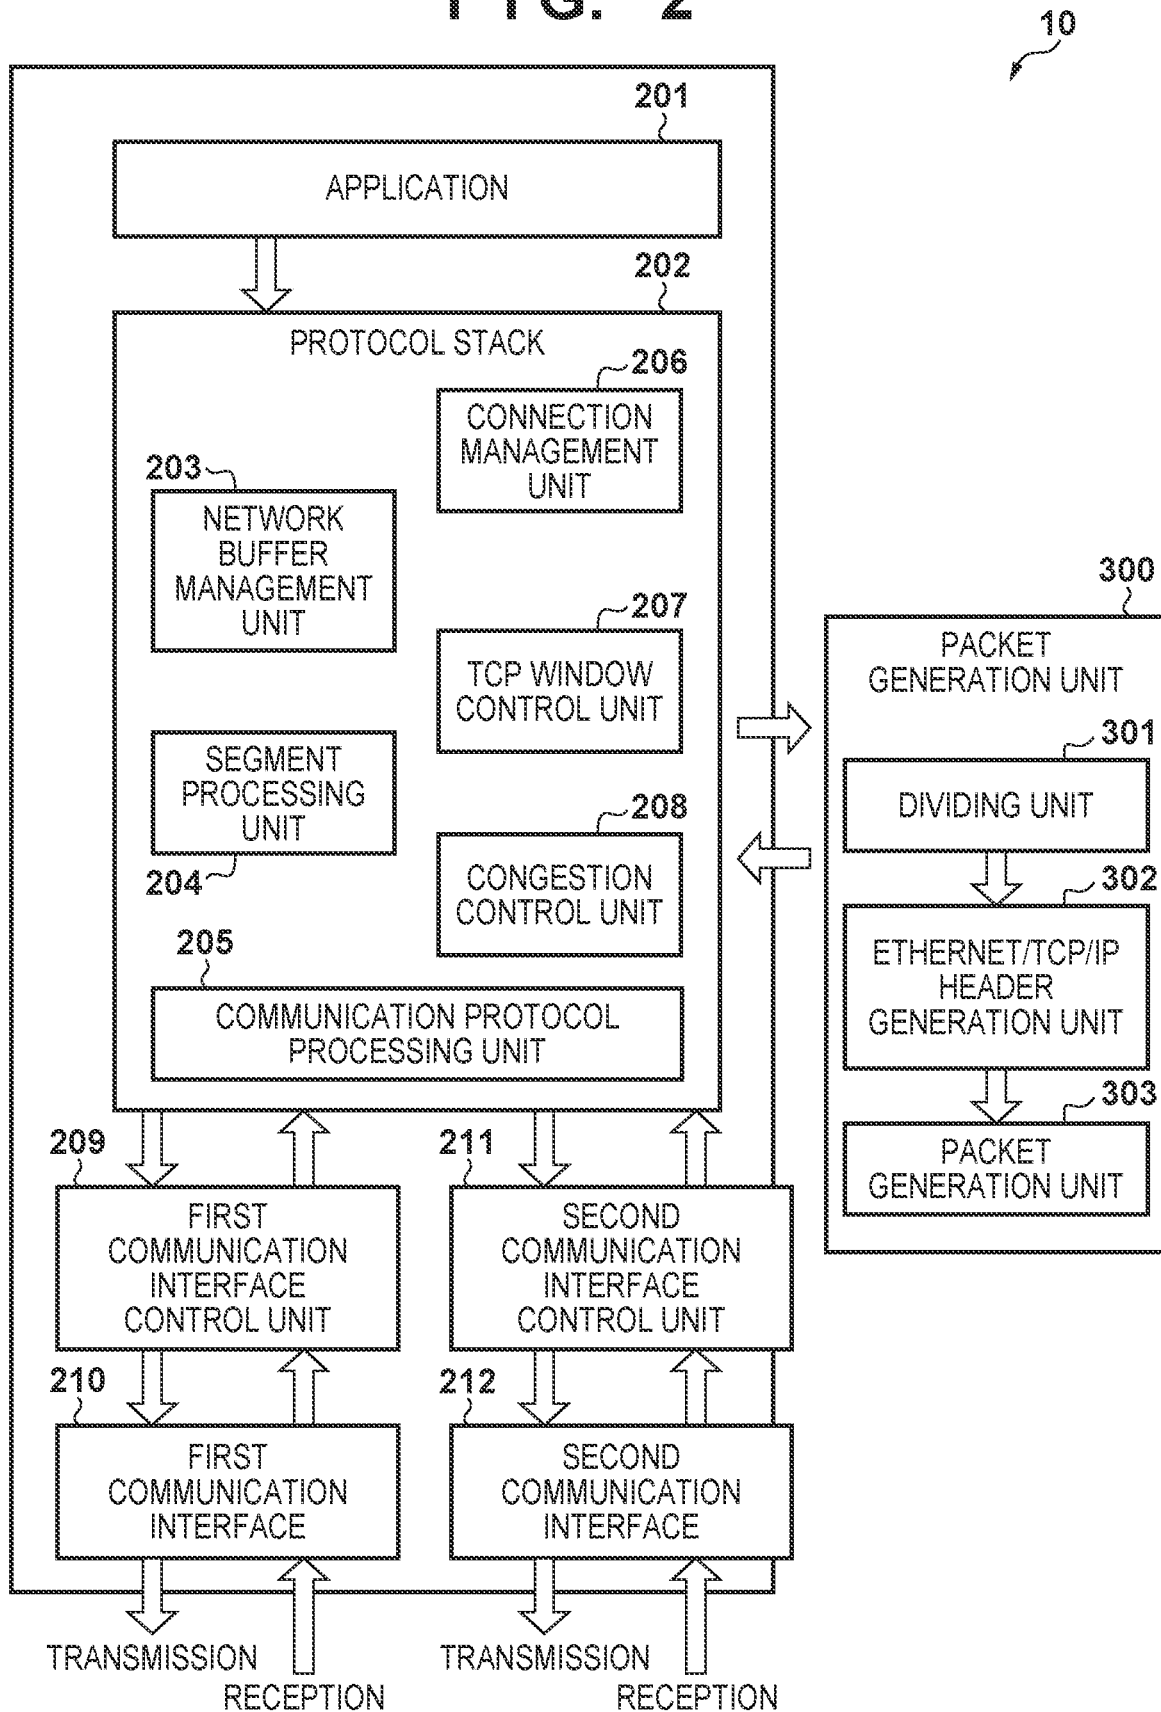 FIG. 2
10
201
APPLICATION
202
PROTOCOL STACK
206
CONNECTION
MANAGEMENT
UNIT
203
NETWORK
BUFFER
MANAGEMENT
UNIT
207
TCP WINDOW
CONTROL UNIT
SEGMENT
PROCESSING
UNIT
204
208
CONGESTION
CONTROL UNIT
205
COMMUNICATION PROTOCOL
PROCESSING UNIT
300
PACKET
GENERATION UNIT
301
DIVIDING UNIT
302
ETHERNET/TCP/IP
HEADER
GENERATION UNIT
303
PACKET
GENERATION UNIT
209
FIRST
COMMUNICATION
INTERFACE
CONTROL UNIT
211
SECOND
COMMUNICATION
INTERFACE
CONTROL UNIT
210
FIRST
COMMUNICATION
INTERFACE
212
SECOND
COMMUNICATION
INTERFACE
TRANSMISSION
RECEPTION
TRANSMISSION
RECEPTION